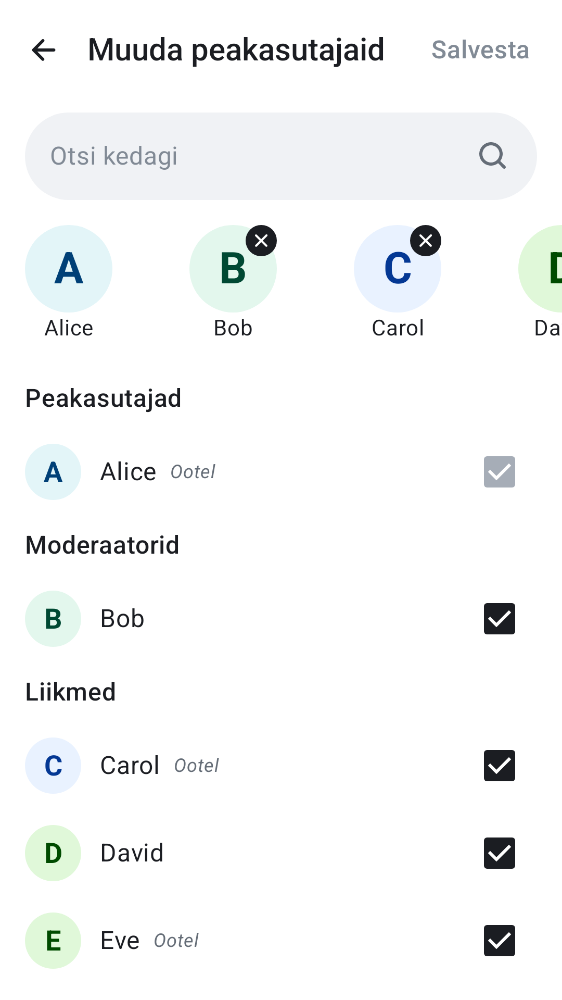 Muuda peakasutajaid Salvesta
Otsi kedagi
A B C D
Alice Bob Carol Da
Peakasutajad
A Alice Ootel
Moderaatorid
B Bob
Liikmed
C Carol Ootel
D David
E Eve Ootel